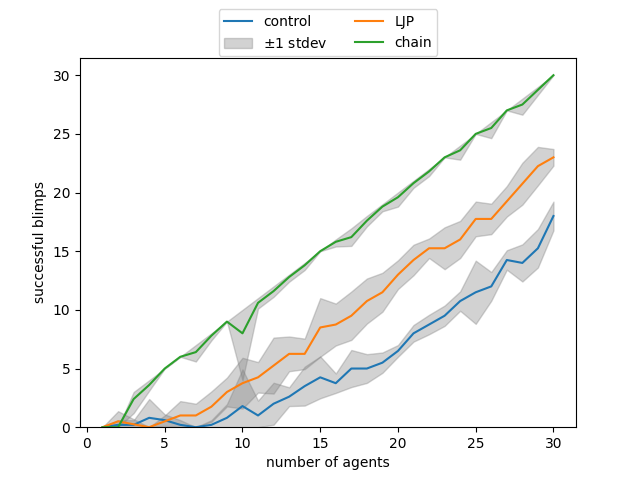 control
LJP
±1 stdev
chain
30
25
20
15
10
5
0
successful blimps
0 5 10 15 20 25 30
number of agents